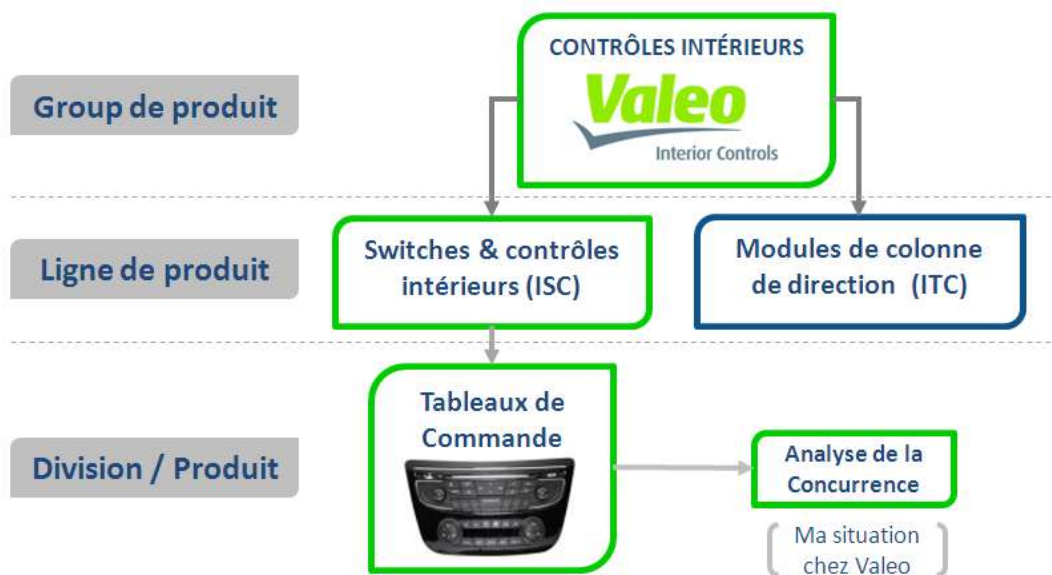 CONTRÔLES INTÉRIEURS
Valeo
Interior Controls
Group de produit
Switches & contrôles
intérieurs (ISC)
Modules de colonne
de direction (ITC)
Ligne de produit
Tableaux de
Commande
Division / Produit
Analyse de la
Concurrence
Ma situation
chez Valeo